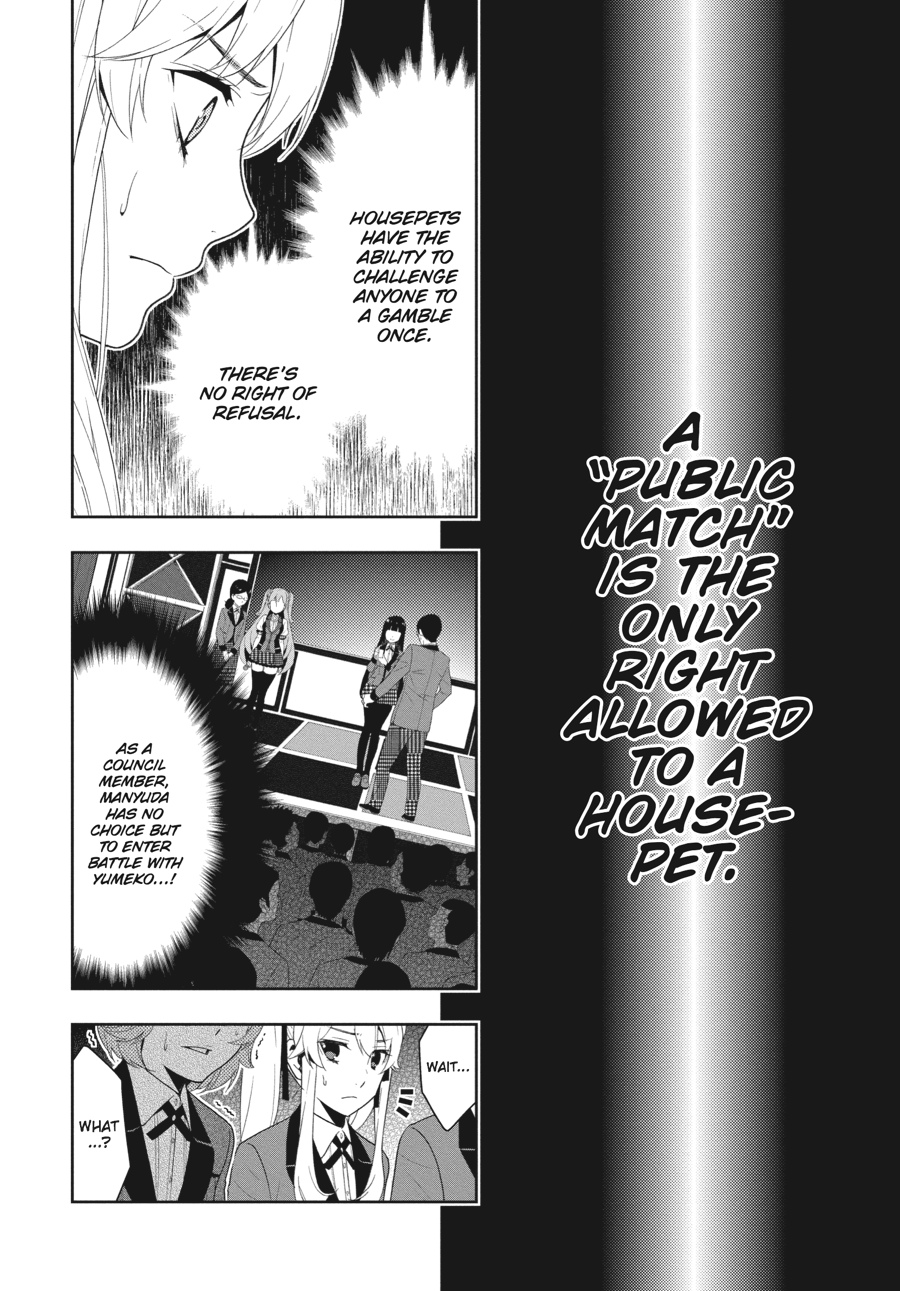 A
"PUBLIC
MATCH"
IS THE
ONLY
RIGHT
ALLOWED
TO A
HOUSE-
PET.
HOUSEPETS
HAVE THE
ABILITY TO
CHALLENGE
ANYONE TO
A GAMBLE
ONCE.
THERE'S
NO RIGHT OF
REFUSAL.
AS A
COUNCIL
MEMBER,
MANYUDA
HAS NO
CHOICE BUT
TO ENTER
BATTLE WITH
YUMEKO...!
WAIT...
WHAT
...?